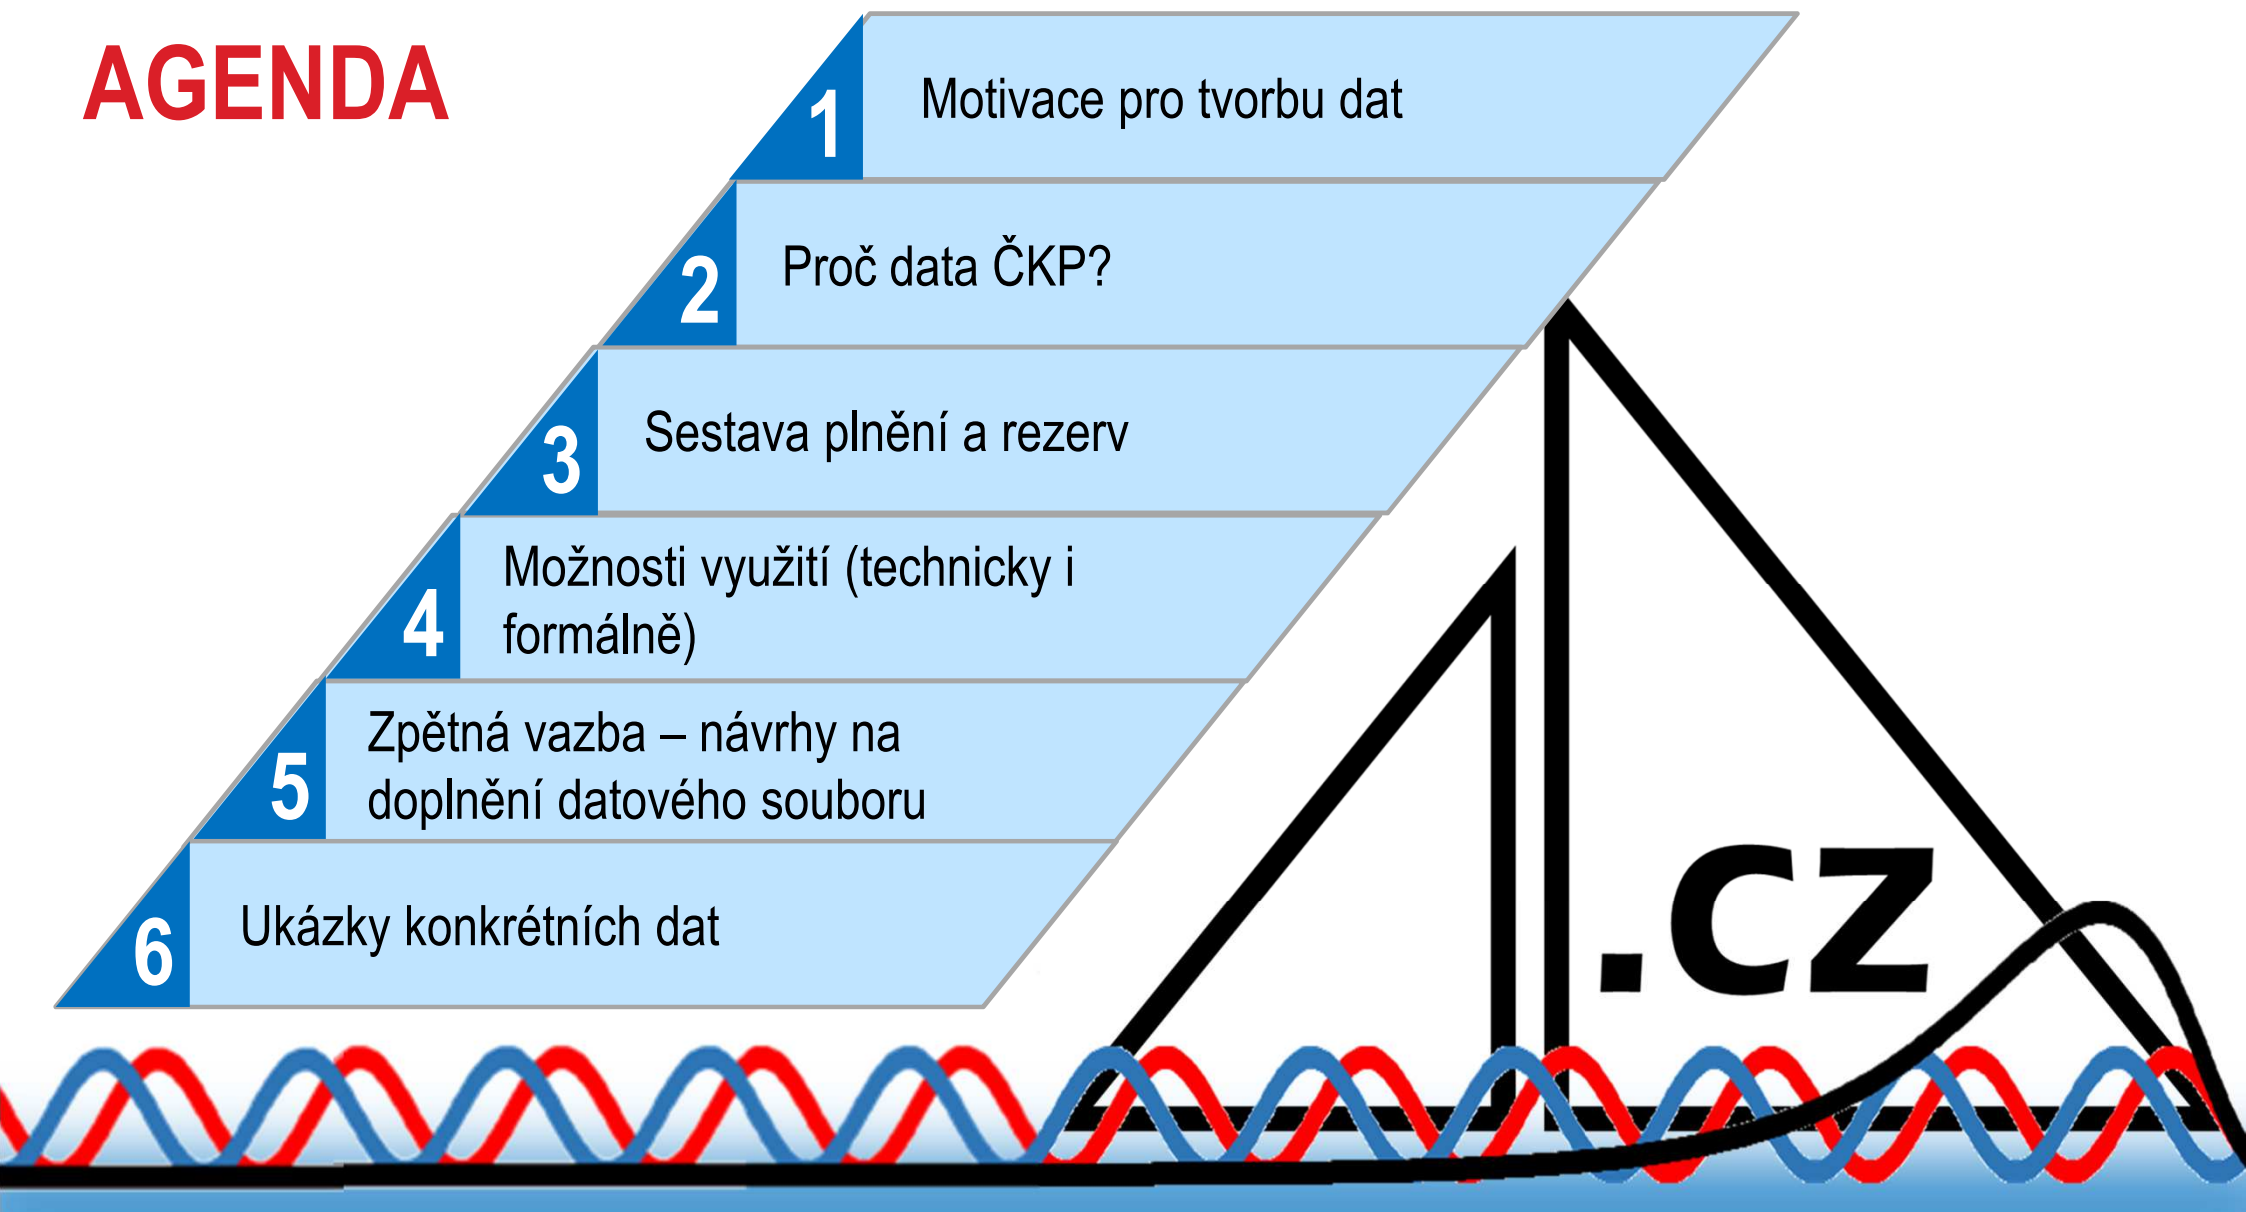 AGENDA
1 Motivace pro tvorbu dat
2 Proč data ČKP?
3 Sestava plnění a rezerv
4 Možnosti využití (technicky i
formálně)
5 Zpětná vazba – návrhy na
doplnění datového souboru
6 Ukázky konkrétních dat
.cz